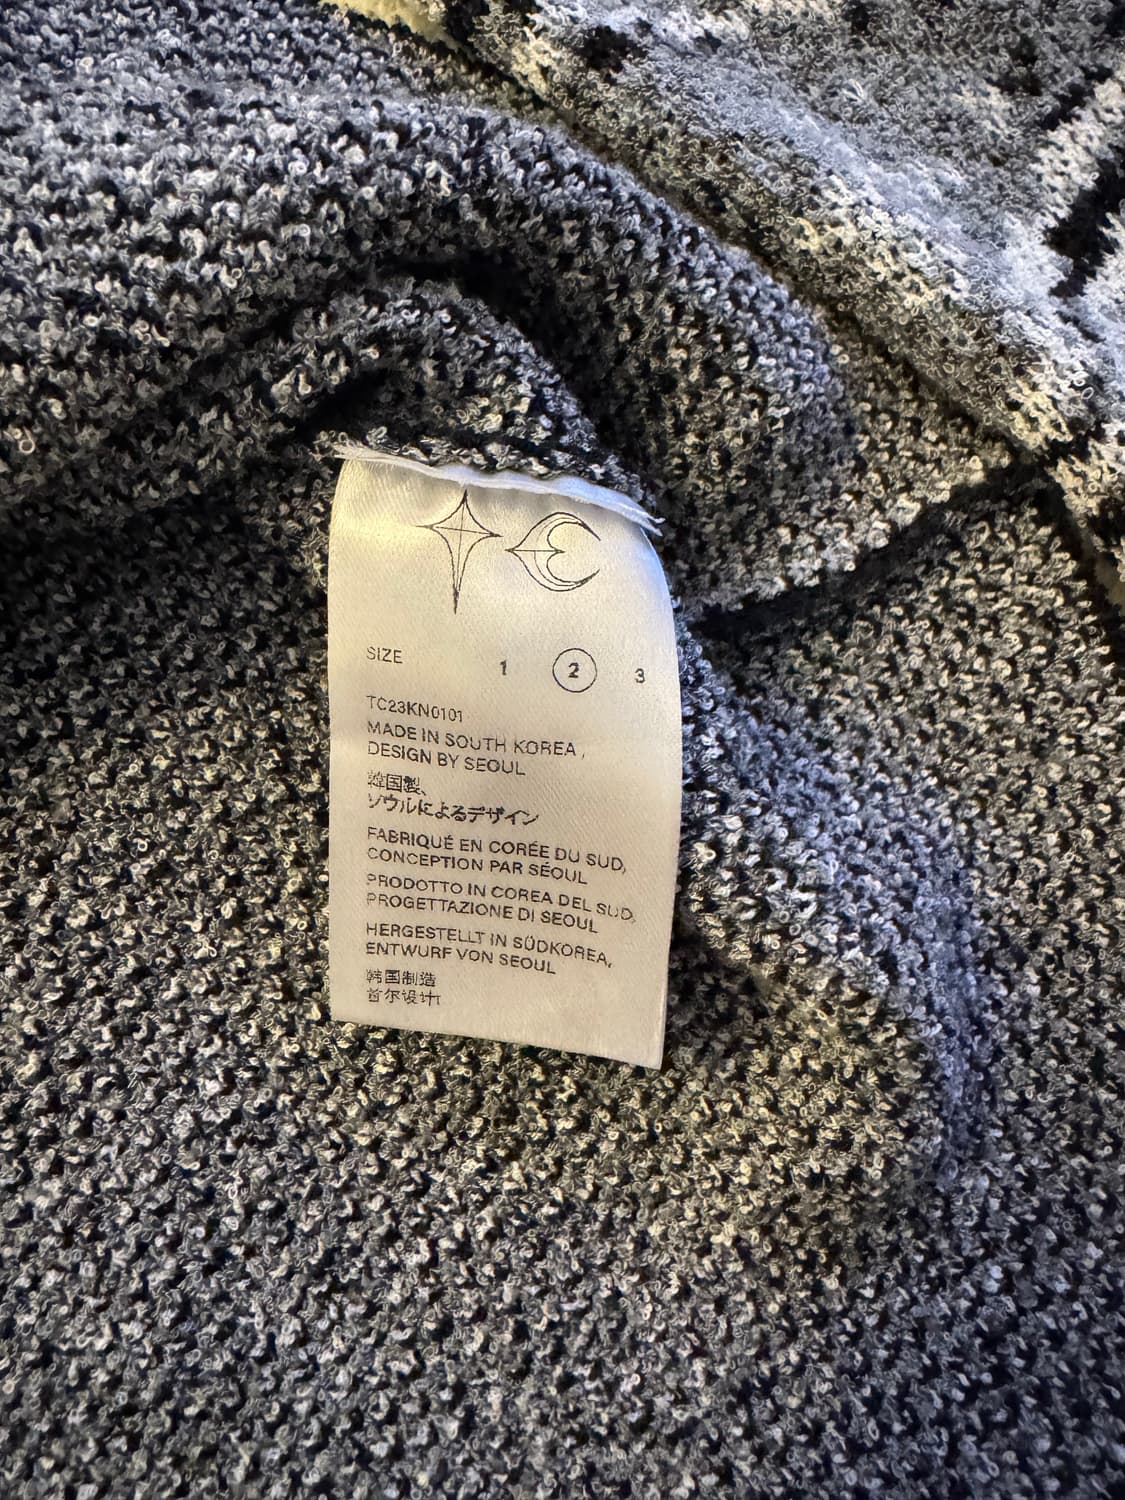 SIZE 1 2 3
TC23KN0101
MADE IN SOUTH KOREA,
DESIGN BY SEOUL
韓国製、
ソウルによるデザイン
FABRIQUÉ EN CORÉE DU SUD,
CONCEPTION PAR SÉOUL
PRODOTTO IN COREA DEL SUD,
PROGETTAZIONE DI SEOUL
HERGESTELLT IN SÜDKOREA,
ENTWURF VON SEOUL
韩国制造
首尔设计